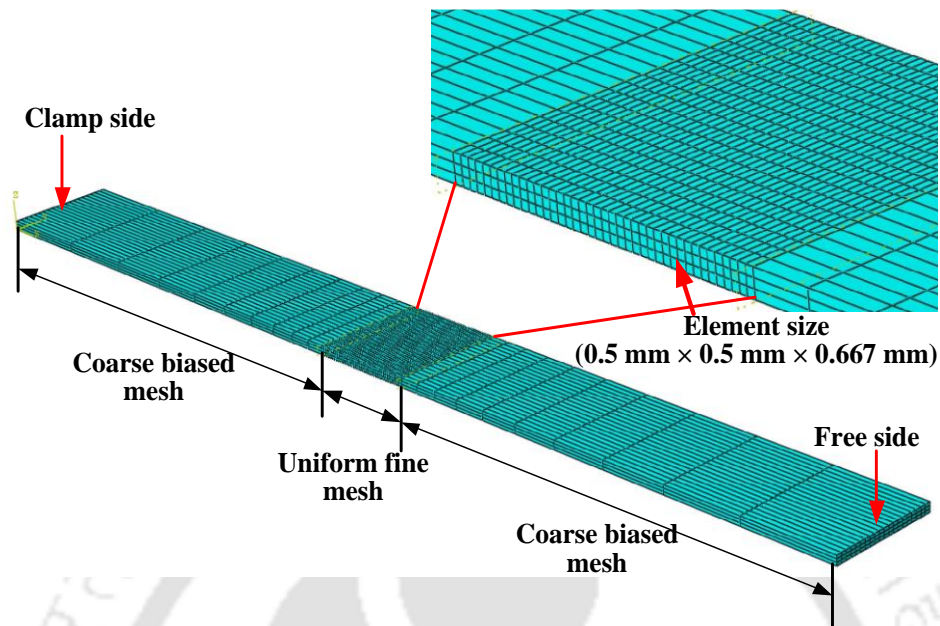 Clamp side
Element size
(0.5 mm × 0.5 mm × 0.667 mm)
Coarse biased
mesh
Free side
Uniform fine
mesh
Coarse biased
mesh